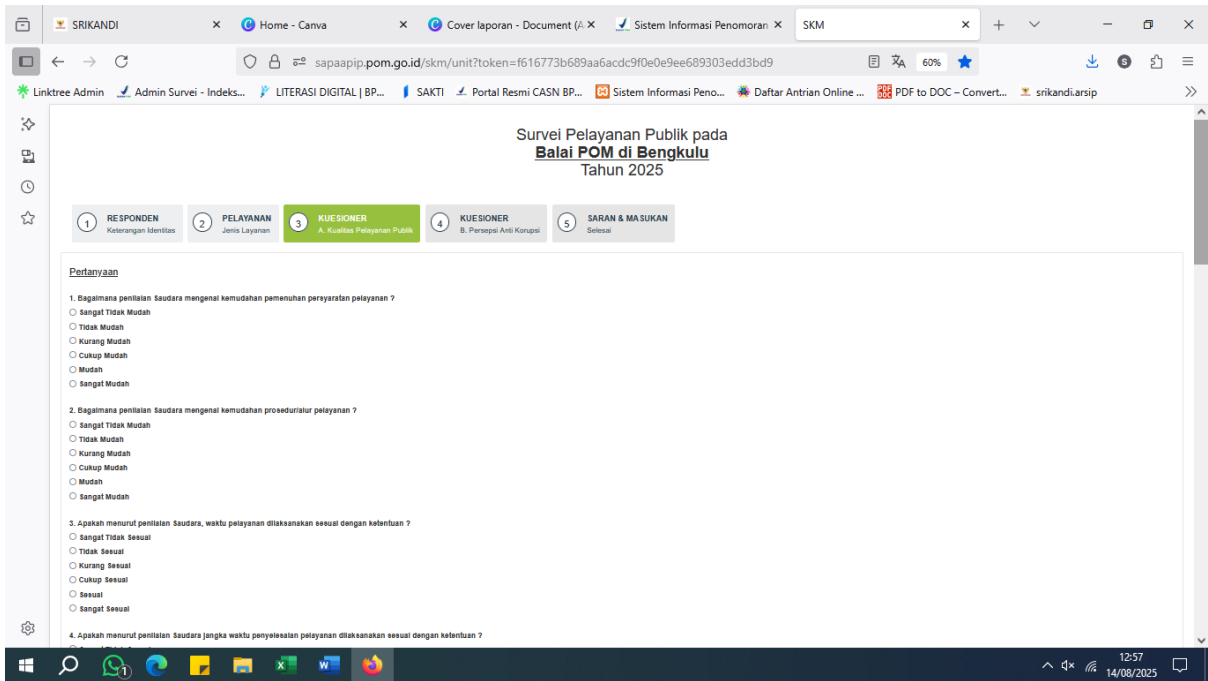 SRIKANDI
Home - Canva
Cover laporan - Document (A
Sistem Informasi Penomoran
SKM
sapaapip.pom.go.id/skm/unit?token=f616773b689aa6acdc9f0e0e9ee689303edd3bd9
60%
S
Linktree Admin
Admin Survei - Indeks...
LITERASI DIGITAL | BP...
SAKTI
Portal Resmi CASN BP...
Sistem Informasi Peno...
Daftar Antrian Online ...
PDF to DOC – Convert...
srikandi.arsip
Survei Pelayanan Publik pada
Balai POM di Bengkulu
Tahun 2025
1 RESPONDEN
Keterangan Identitas
2 PELAYANAN
Jenis Layanan
3 KUESIONER
A. Kualitas Pelayanan Publik
4 KUESIONER
B. Persepsi Anti Korupsi
5 SARAN & MASUKAN
Selesai
Pertanyaan
1. Bagaimana penilaian Saudara mengenai kemudahan pemenuhan persyaratan pelayanan ?
Sangat Tidak Mudah
Tidak Mudah
Kurang Mudah
Cukup Mudah
Mudah
Sangat Mudah
2. Bagaimana penilaian Saudara mengenai kemudahan prosedur/alur pelayanan ?
Sangat Tidak Mudah
Tidak Mudah
Kurang Mudah
Cukup Mudah
Mudah
Sangat Mudah
3. Apakah menurut penilaian Saudara, waktu pelayanan dilaksanakan sesuai dengan ketentuan ?
Sangat Tidak Sesuai
Tidak Sesuai
Kurang Sesuai
Cukup Sesuai
Sesuai
Sangat Sesuai
4. Apakah menurut penilaian Saudara jangka waktu penyelesaian pelayanan dilaksanakan sesuai dengan ketentuan ?
12:57
14/08/2025